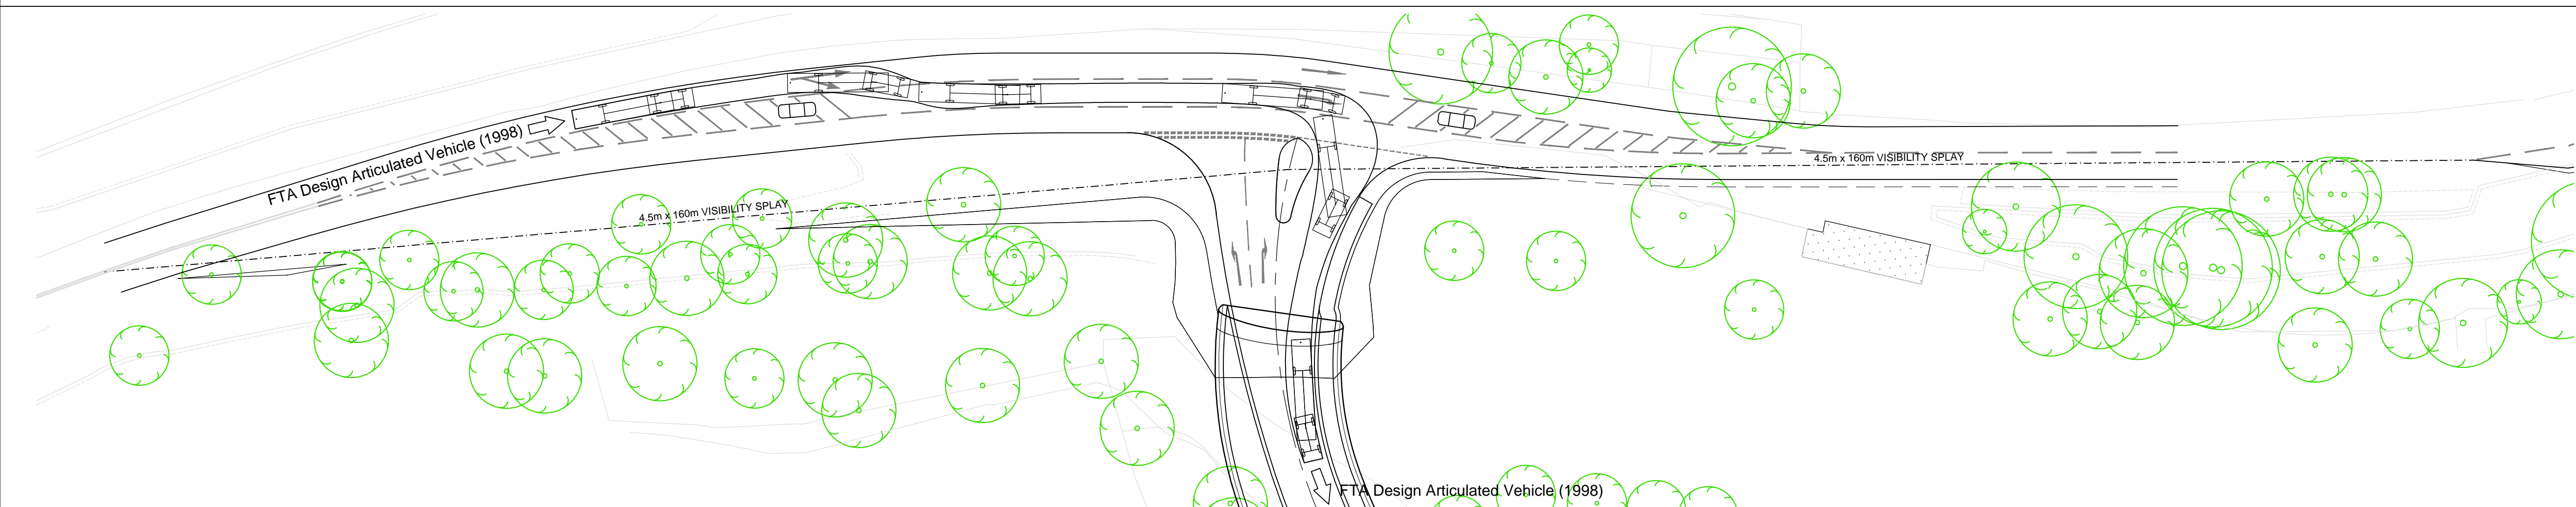 FTA Design Articulated Vehicle (1998)
4.5m x 160m VISIBILITY SPLAY
4.5m x 160m VISIBILITY SPLAY
FTA Design Articulated Vehicle (1998)